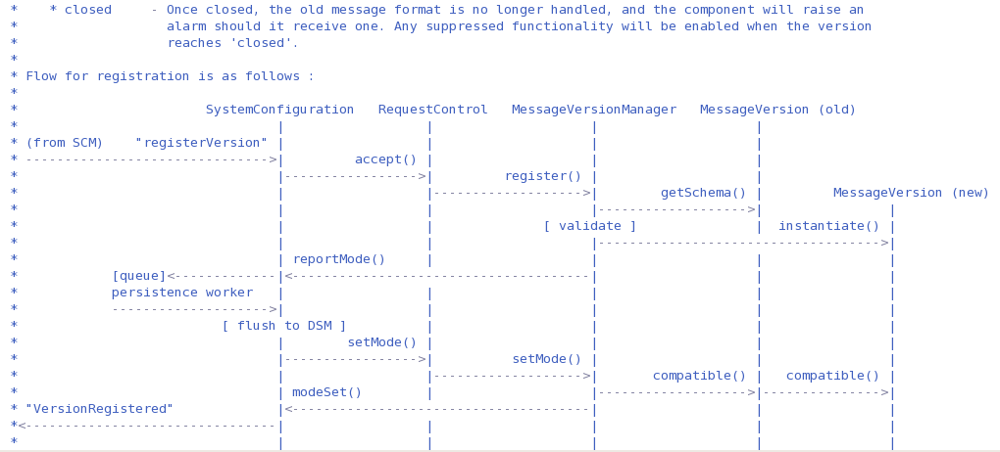 *    * closed     - Once closed, the old message format is no longer handled, and the component will raise an
 *                   alarm should it receive one. Any suppressed functionality will be enabled when the version
 *                   reaches 'closed'.
 *
 * Flow for registration is as follows :
 *
 *                        SystemConfiguration   RequestControl   MessageVersionManager   MessageVersion (old)
 *                                 |                  |                    |                    |
 * (from SCM)    "registerVersion" |                  |                    |                    |
 * ------------------------------->|         accept() |                    |                    |
 *                                 |----------------->|         register() |                    |
 *                                 |                  |------------------->|        getSchema() |         MessageVersion (new)
 *                                 |                  |                    |------------------->|                |
 *                                 |                  |              [ validate ]               |  instantiate() |
 *                                 |                  |                    |------------------------------------>|
 *                                 | reportMode()     |                    |                    |                |
 *            [queue]<-------------|<--------------------------------------|                    |                |
 *            persistence worker   |                  |                    |                    |                |
 *            -------------------->|                  |                    |                    |                |
 *                          [ flush to DSM ]          |                    |                    |                |
 *                                 |        setMode() |                    |                    |                |
 *                                 |----------------->|          setMode() |                    |                |
 *                                 |                  |------------------->|       compatible() |   compatible() |
 *                                 | modeSet()        |                    |------------------->|--------------->|
 * "VersionRegistered"             |<--------------------------------------|                    |                |
 *<--------------------------------|                  |                    |                    |                |
 *                                 |                  |                    |                    |                |